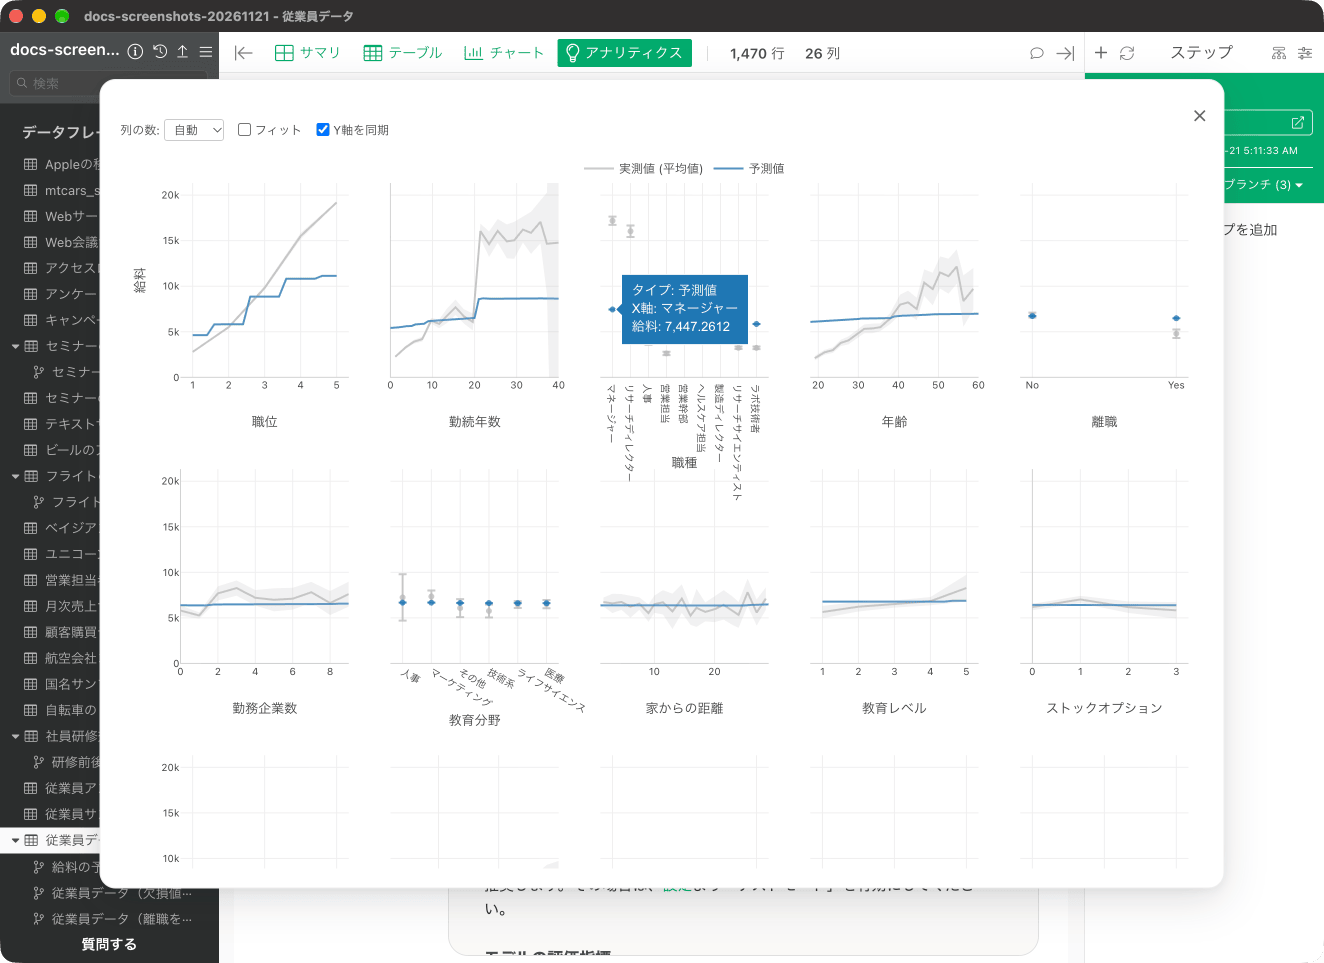 docs-screenshots-20261121 - 従業員データ
docs-screen...
サマリ
テーブル
チャート
アナリティクス
1,470 行
26 列
ステップ
検索
データフレー
Appleの
mtcars_s
Webサー
Web会議
アクセス
アンケー
キャンペ
セミナー
セミナー
セミナー
テキスト
ビールの
フライト
フライト
ベイジア
ユニコー
営業担当
月次売上
顧客購買
航空会社
国名サン
自転車の
社員研修
研修前後
従業員ア
従業員サ
従業員デー
給料の予
従業員データ（欠損値...
従業員データ（離職を...
質問する
-21 5:11:33 AM
ブランチ (3)
プを追加
列の数:
自動
フィット
Y軸を同期
実測値 (平均値)
予測値
給料
20k
15k
10k
5k
0
1 2 3 4 5
職位
0 10 20 30 40
勤続年数
タイプ: 予測値
X軸: マネージャー
給料: 7,447.2612
マネージャー
リサーチディレクター
人事
営業担当
営業幹部
ヘルスケア担当
製造ディレクター
リサーチサイエンティスト
ラボ技術者
職種
20 30 40 50 60
年齢
No Yes
離職
20k
15k
10k
5k
0
0 2 4 6 8
勤務企業数
人事
マーケティング
その他
技術系
ライフサイエンス
医療
教育分野
10 20
家からの距離
1 2 3 4 5
教育レベル
0 1 2 3
ストックオプション
20k
15k
10k
い。